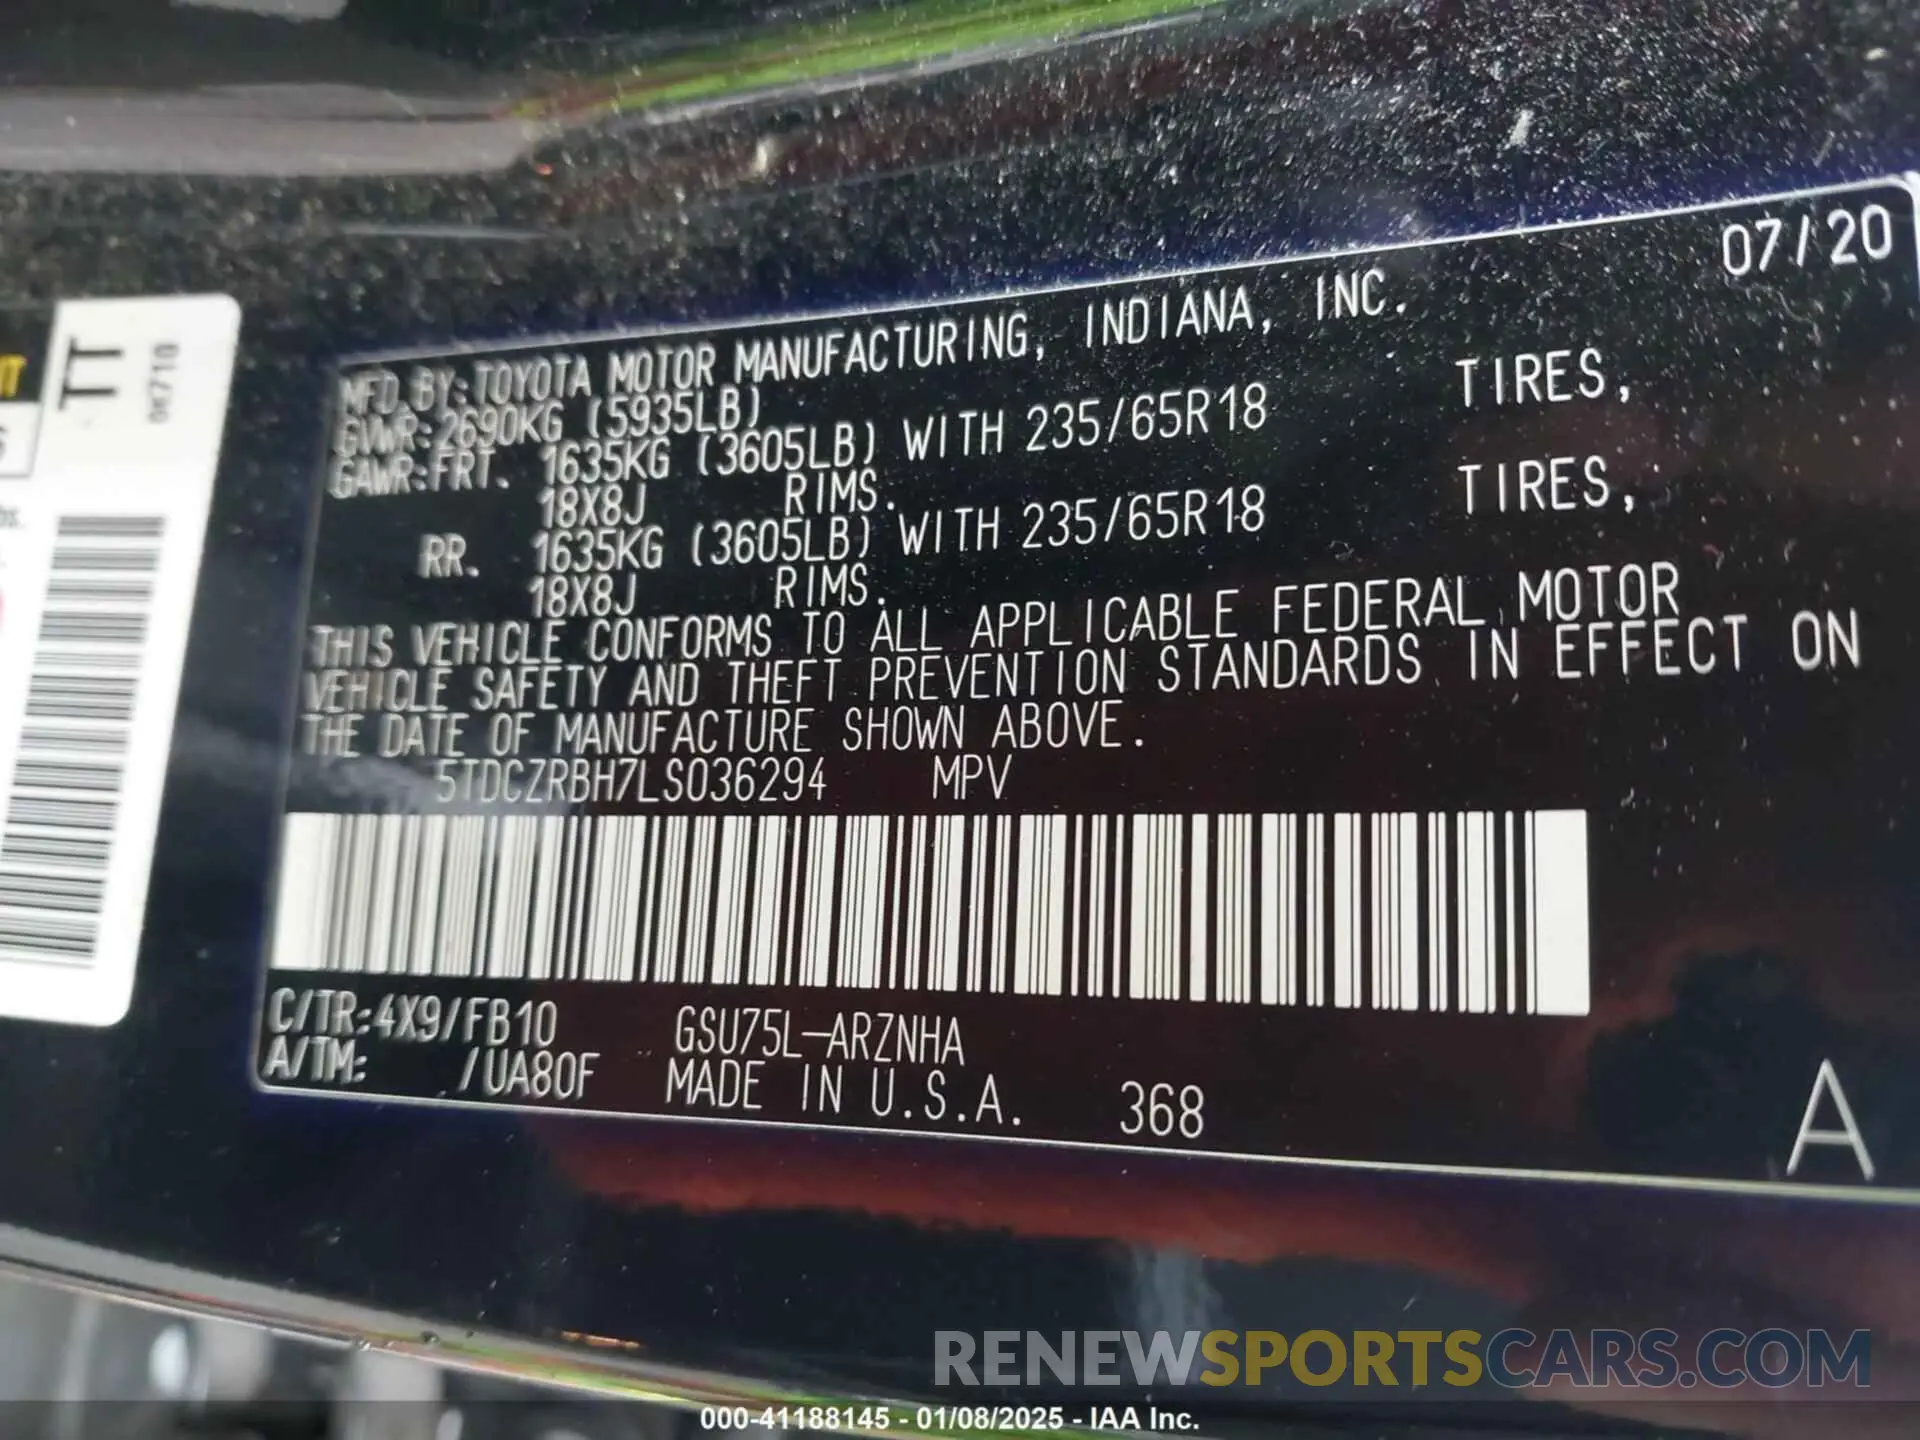 07/20
MFD.BY:TOYOTA MOTOR MANUFACTURING, INDIANA, INC.
GVWR:2690KG (5935LB)
GAWR:FRT. 1635KG (3605LB) WITH 235/65R18 TIRES,
18X8J RIMS.
RR. 1635KG (3605LB) WITH 235/65R18 TIRES,
18X8J RIMS.
THIS VEHICLE CONFORMS TO ALL APPLICABLE FEDERAL MOTOR
VEHICLE SAFETY AND THEFT PREVENTION STANDARDS IN EFFECT ON
THE DATE OF MANUFACTURE SHOWN ABOVE.
5TDCZRBH7LS036294 MPV
C/TR:4X9/FB10 GSU75L-ARZNHA
A/TM: /UA80F MADE IN U.S.A. 368
A
TT
0K710
RENEWSPORTSCARS.COM
000-41188145 - 01/08/2025 - IAA Inc.